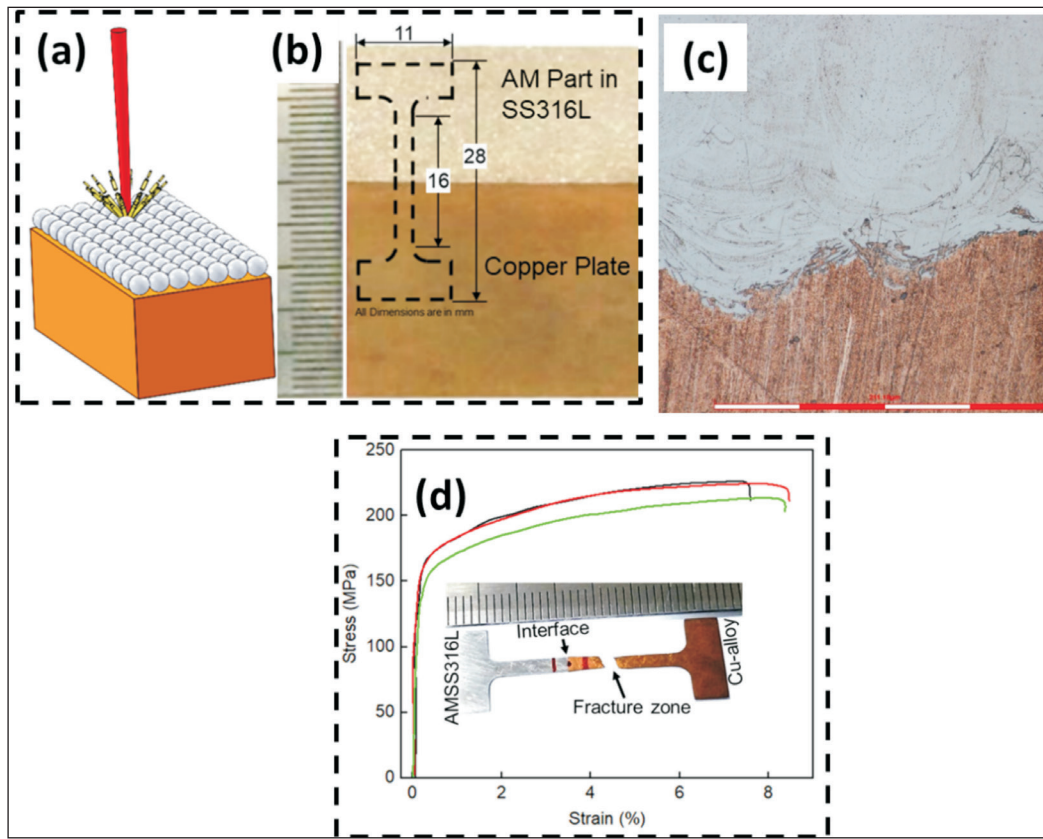 (a)
(b)
11
AM Part in
SS316L
28
16
Copper Plate
All Dimensions are in mm
(c)
(d)
250
200
150
100
50
0
Stress (MPa)
0
2
4
6
8
Strain (%)
AMSS316L
Interface
Fracture zone
Cu-alloy